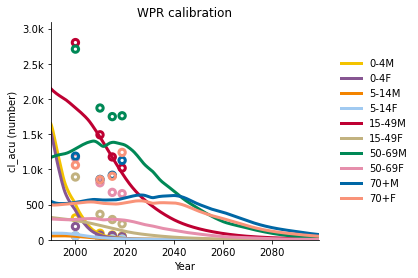 WPR calibration
3.0k
2.5k
2.0k
1.5k
1.0k
500
0
cl_acu (number)
2000 2020 2040 2060 2080
Year
0-4M
0-4F
5-14M
5-14F
15-49M
15-49F
50-69M
50-69F
70+M
70+F